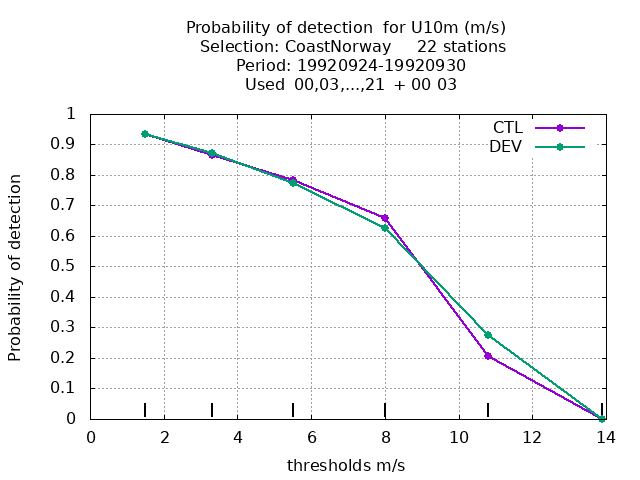 Probability of detection for U10m (m/s)
Selection: CoastNorway 22 stations
Period: 19920924-19920930
Used 00,03,...,21 + 00 03
CTL
DEV
Probability of detection
1
0.9
0.8
0.7
0.6
0.5
0.4
0.3
0.2
0.1
0
0 2 4 6 8 10 12 14
thresholds m/s